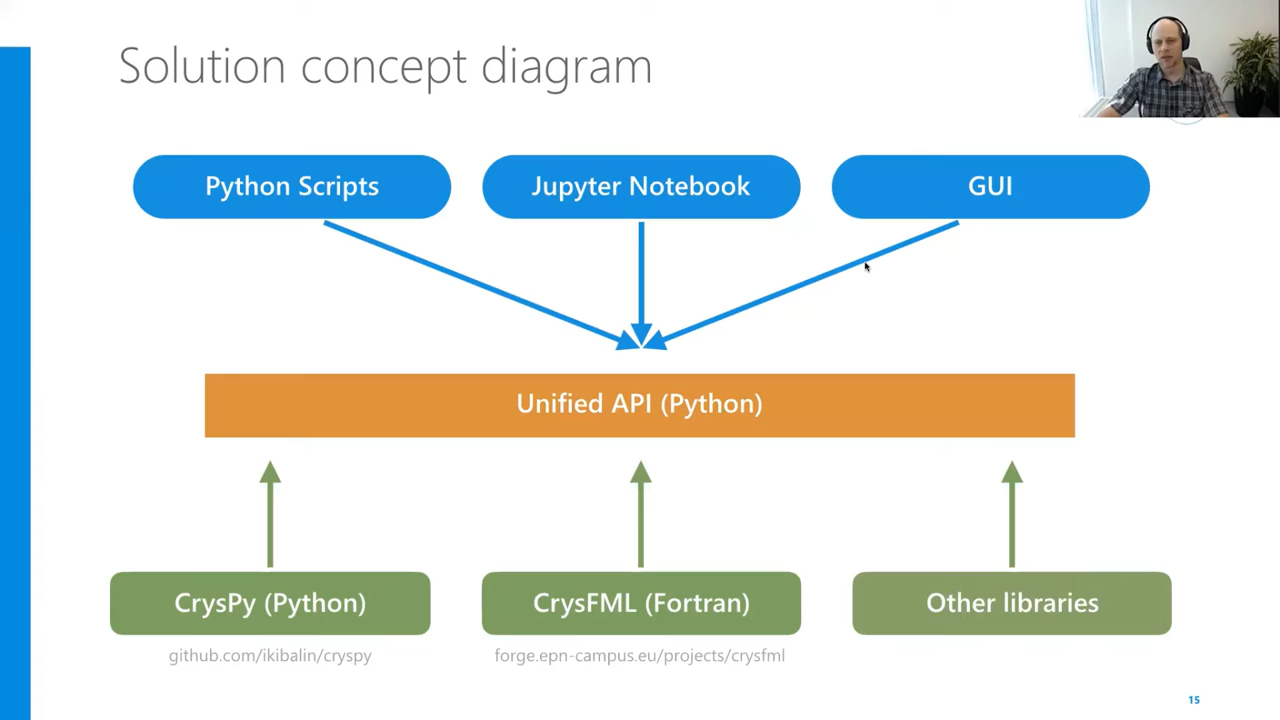 Solution concept diagram
Python Scripts
Jupyter Notebook
GUI
Unified API (Python)
CrysPy (Python)
CrysFML (Fortran)
Other libraries
github.com/ikibalin/cryspy
forge.epn-campus.eu/projects/crysfml
15